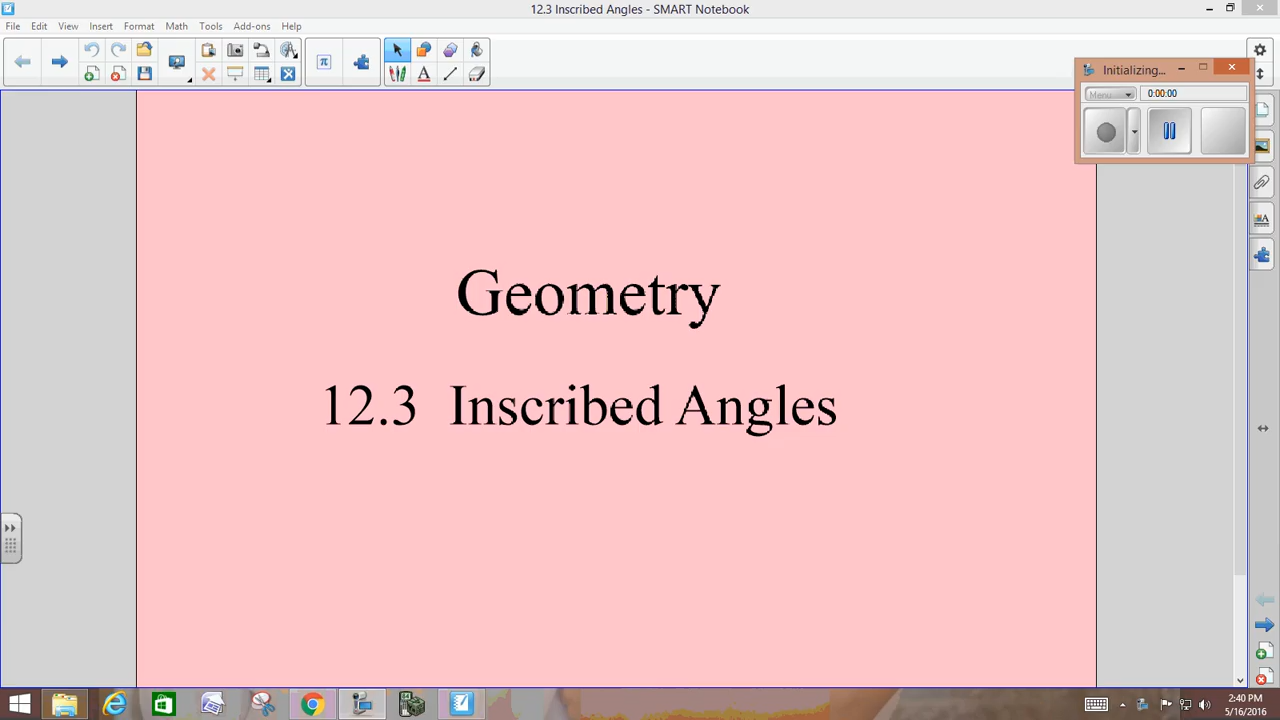 12.3 Inscribed Angles - SMART Notebook
File Edit View Insert Format Math Tools Add-ons Help
Initializing...
Menu 0:00:00
Geometry
12.3 Inscribed Angles
2:40 PM
5/16/2016